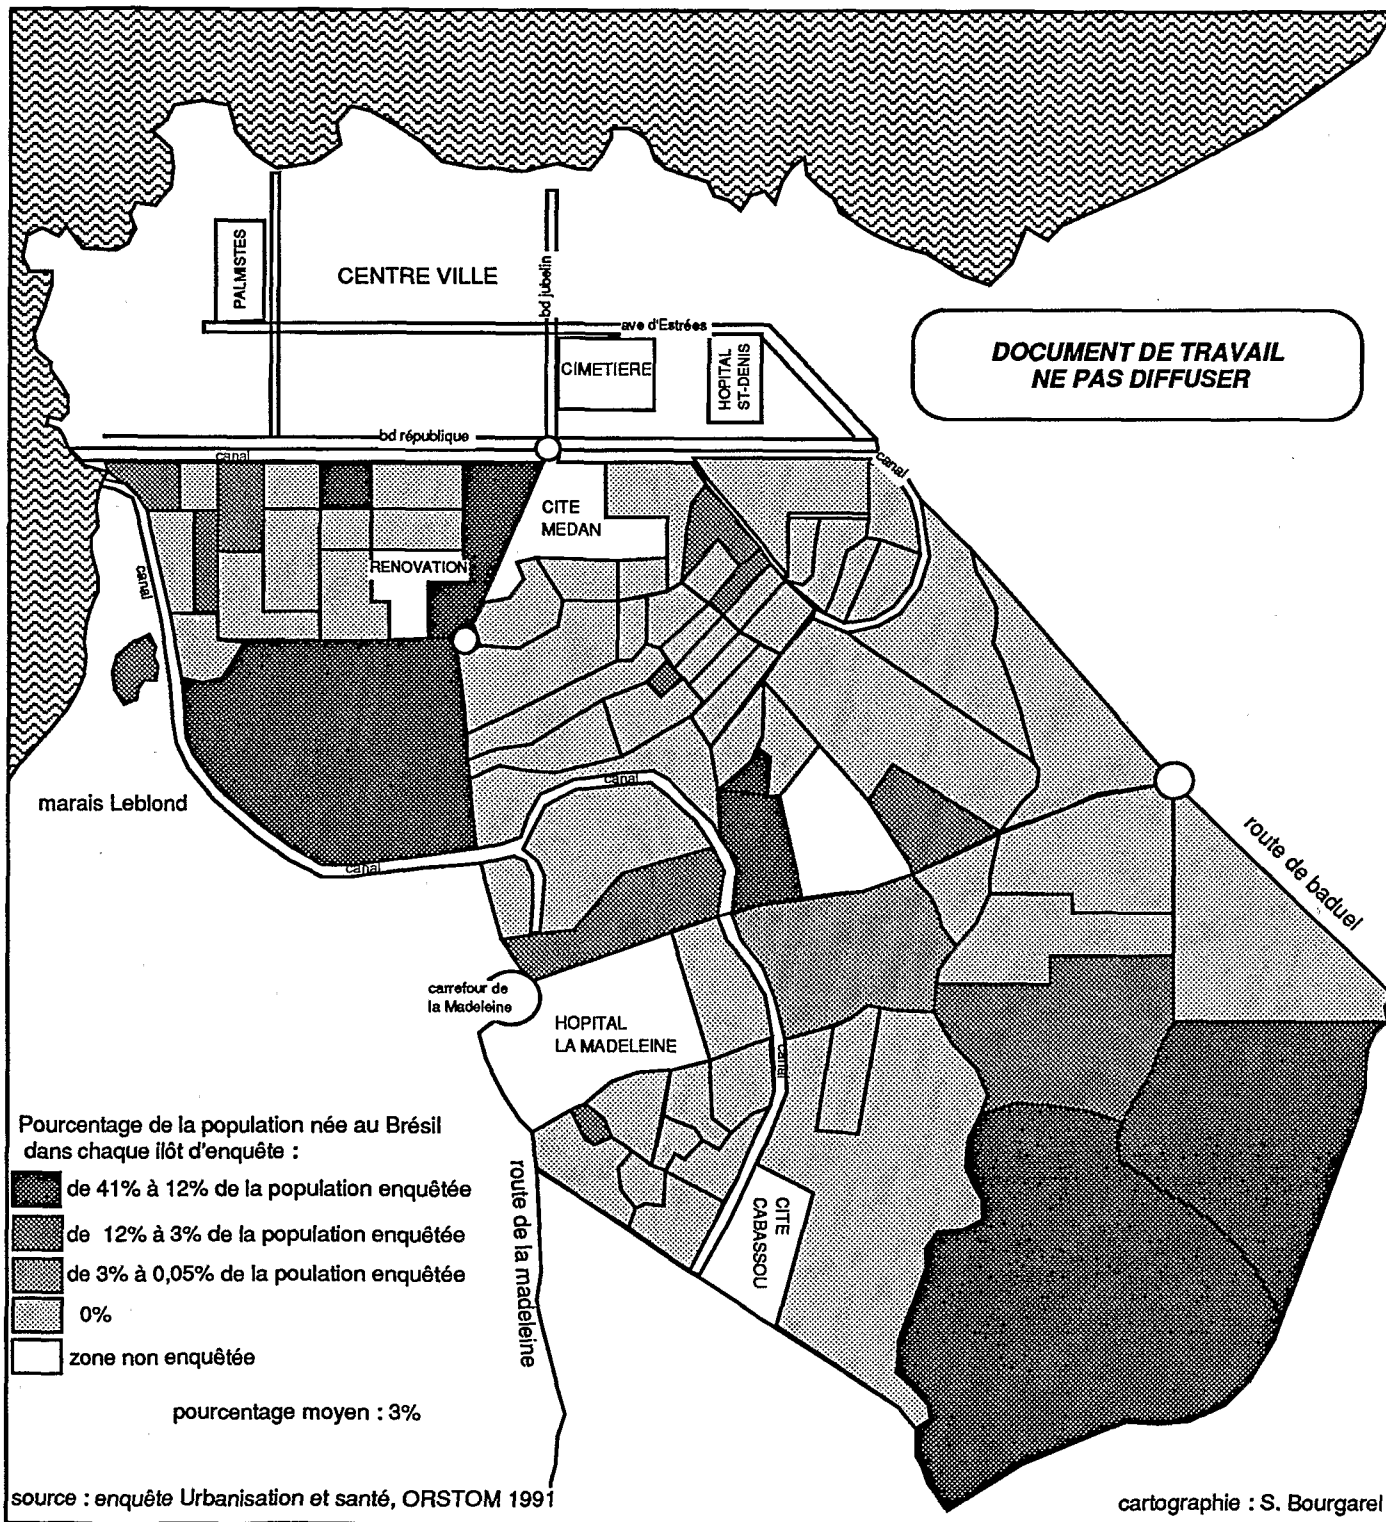 PALMISTES
CENTRE VILLE
bd jubelin
ave d'Estrées
CIMETIERE
HOPITAL
ST-DENIS
DOCUMENT DE TRAVAIL
NE PAS DIFFUSER
bd république
canal
canal
CITE
MEDAN
RENOVATION
canal
canal
marais Leblond
canal
route de baduel
carrefour de
la Madeleine
HOPITAL
LA MADELEINE
canal
Pourcentage de la population née au Brésil
dans chaque ilôt d'enquête :
de 41% à 12% de la population enquêtée
de 12% à 3% de la population enquêtée
de 3% à 0,05% de la poulation enquêtée
0%
zone non enquêtée
pourcentage moyen : 3%
route de la madeleine
CITE
CABASSOU
source : enquête Urbanisation et santé, ORSTOM 1991
cartographie : S. Bourgarel